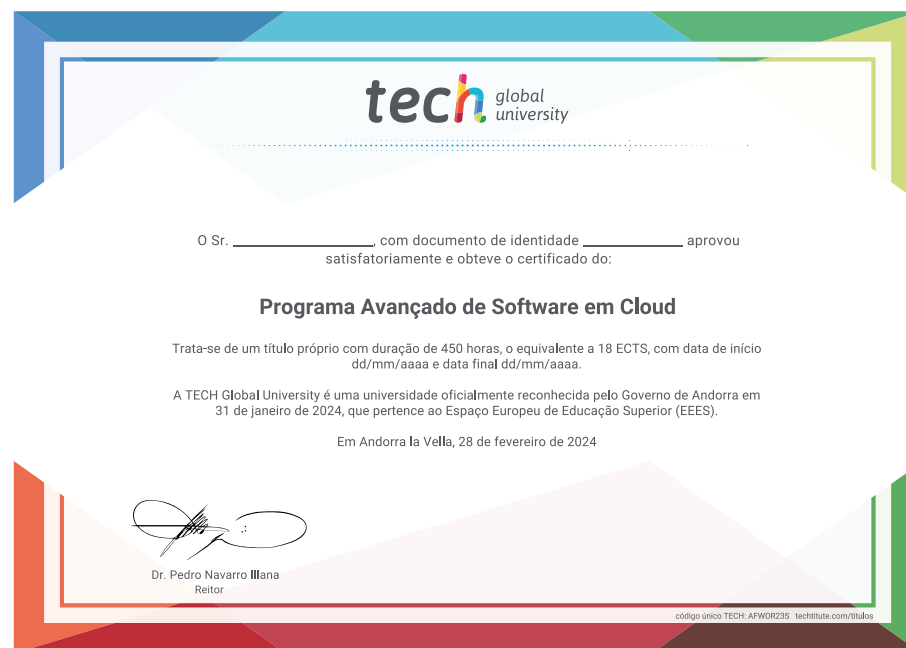 tech global
university
O Sr. ____________________, com documento de identidade ______________ aprovou
satisfatoriamente e obteve o certificado do:
Programa Avançado de Software em Cloud
Trata-se de um título próprio com duração de 450 horas, o equivalente a 18 ECTS, com data de início
dd/mm/aaaa e data final dd/mm/aaaa.
A TECH Global University é uma universidade oficialmente reconhecida pelo Governo de Andorra em
31 de janeiro de 2024, que pertence ao Espaço Europeu de Educação Superior (EEES).
Em Andorra la Vella, 28 de fevereiro de 2024
Dr. Pedro Navarro Illana
Reitor
código único TECH: AFWOR23S techtitute.com/titulos